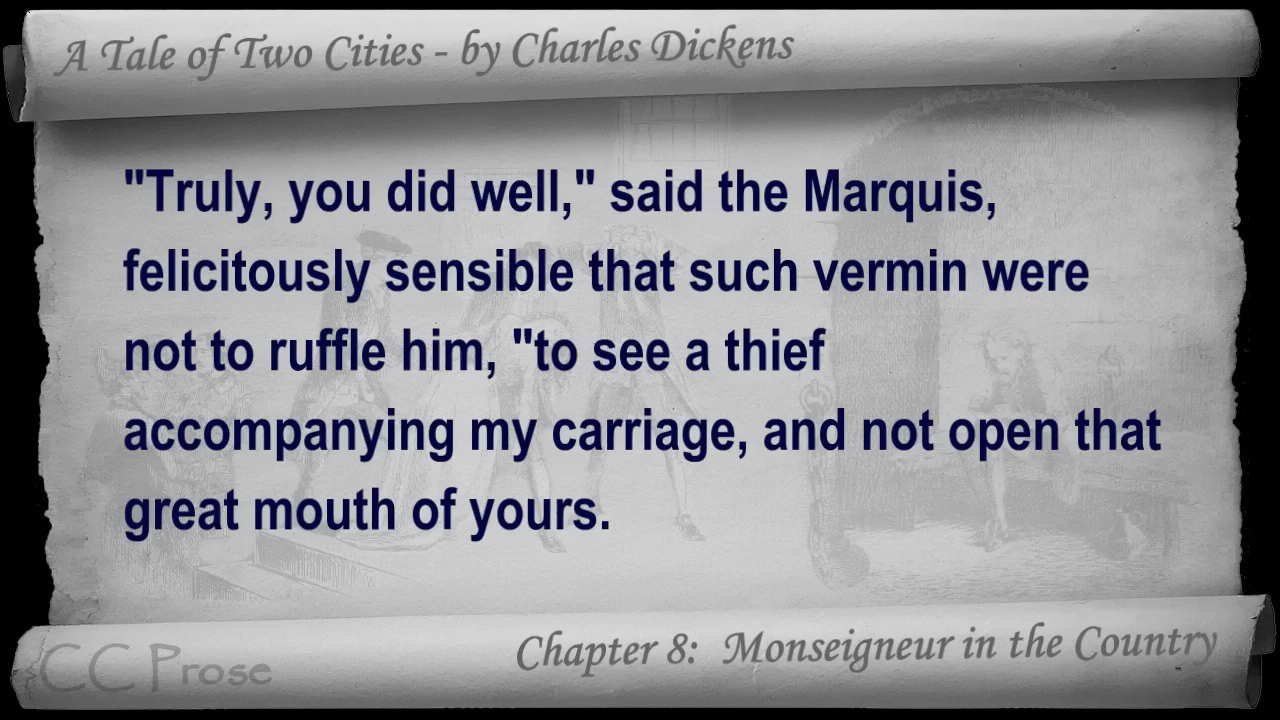 A Tale of Two Cities - by Charles Dickens
"Truly, you did well," said the Marquis,
felicitously sensible that such vermin were
not to ruffle him, "to see a thief
accompanying my carriage, and not open that
great mouth of yours.
CC Prose
Chapter 8: Monseigneur in the Country